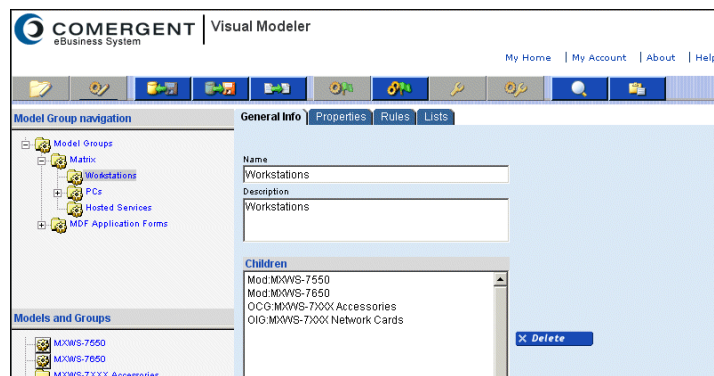 COMERGENT
eBusiness System
Visual Modeler
My Home | My Account | About | Help
Model Group navigation
General Info
Properties
Rules
Lists
Model Groups
Matrix
Workstations
PCs
Hosted Services
MDF Application Forms
Name
Workstations
Description
Workstations
Children
Mod:MXWS-7550
Mod:MXWS-7650
OCG:MXWS-7XXX Accessories
OIG:MXWS-7XXX Network Cards
X Delete
Models and Groups
MXWS-7550
MXWS-7650
MXWS-7XXX Accessories